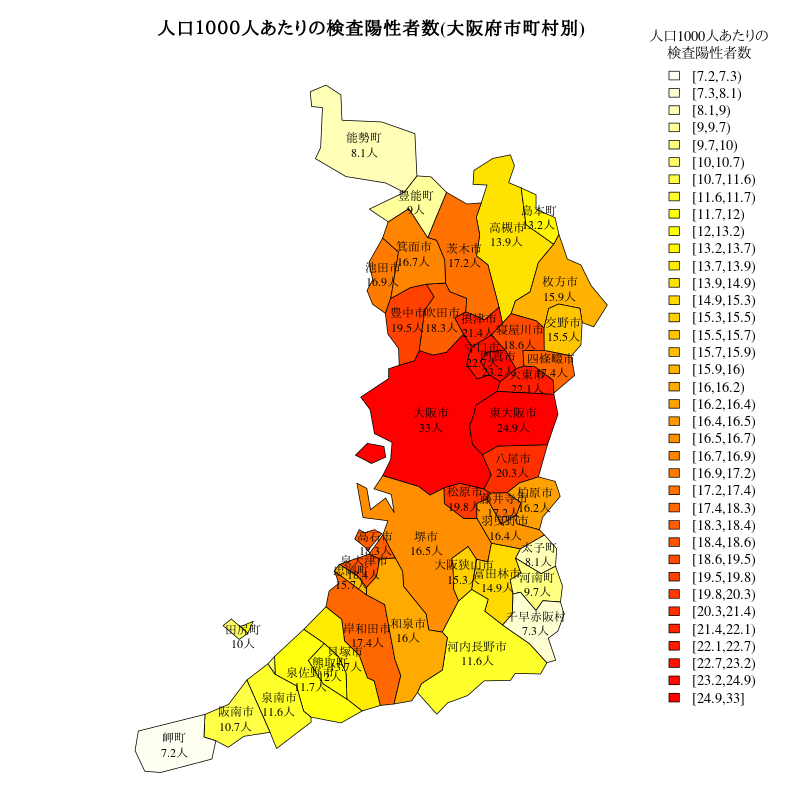 人口1000人あたりの検査陽性者数(大阪府市町村別)
人口1000人あたりの
検査陽性者数
[7.2,7.3)
[7.3,8.1)
[8.1,9)
[9,9.7)
[9.7,10)
[10,10.7)
[10.7,11.6)
[11.6,11.7)
[11.7,12)
[12,13.2)
[13.2,13.7)
[13.7,13.9)
[13.9,14.9)
[14.9,15.3)
[15.3,15.5)
[15.5,15.7)
[15.7,15.9)
[15.9,16)
[16,16.2)
[16.2,16.4)
[16.4,16.5)
[16.5,16.7)
[16.7,16.9)
[16.9,17.2)
[17.2,17.4)
[17.4,18.3)
[18.3,18.4)
[18.4,18.6)
[18.6,19.5)
[19.5,19.8)
[19.8,20.3)
[20.3,21.4)
[21.4,22.1)
[22.1,22.7)
[22.7,23.2)
[23.2,24.9)
[24.9,33]
能勢町
8.1人
豊能町
9人
島本町
13.2人
高槻市
13.9人
箕面市
16.7人
茨木市
17.2人
池田市
16.9人
枚方市
15.9人
豊中市
19.5人
吹田市
18.3人
摂津市
21.4人
寝屋川市
18.6人
交野市
15.5人
守口市
22.7人
門真市
23.2人
四條畷市
17.4人
大東市
22.1人
大阪市
33人
東大阪市
24.9人
八尾市
20.3人
松原市
19.8人
藤井寺市
17.2人
柏原市
16.2人
羽曳野市
16.4人
高石市
18.3人
堺市
16.5人
太子町
8.1人
泉大津市
18.4人
忠岡町
15.7人
大阪狭山市
15.3人
富田林市
14.9人
河南町
9.7人
千早赤阪村
7.3人
田尻町
10人
岸和田市
17.4人
和泉市
16人
河内長野市
11.6人
貝塚市
13.7人
熊取町
12人
泉佐野市
11.7人
泉南市
11.6人
阪南市
10.7人
岬町
7.2人